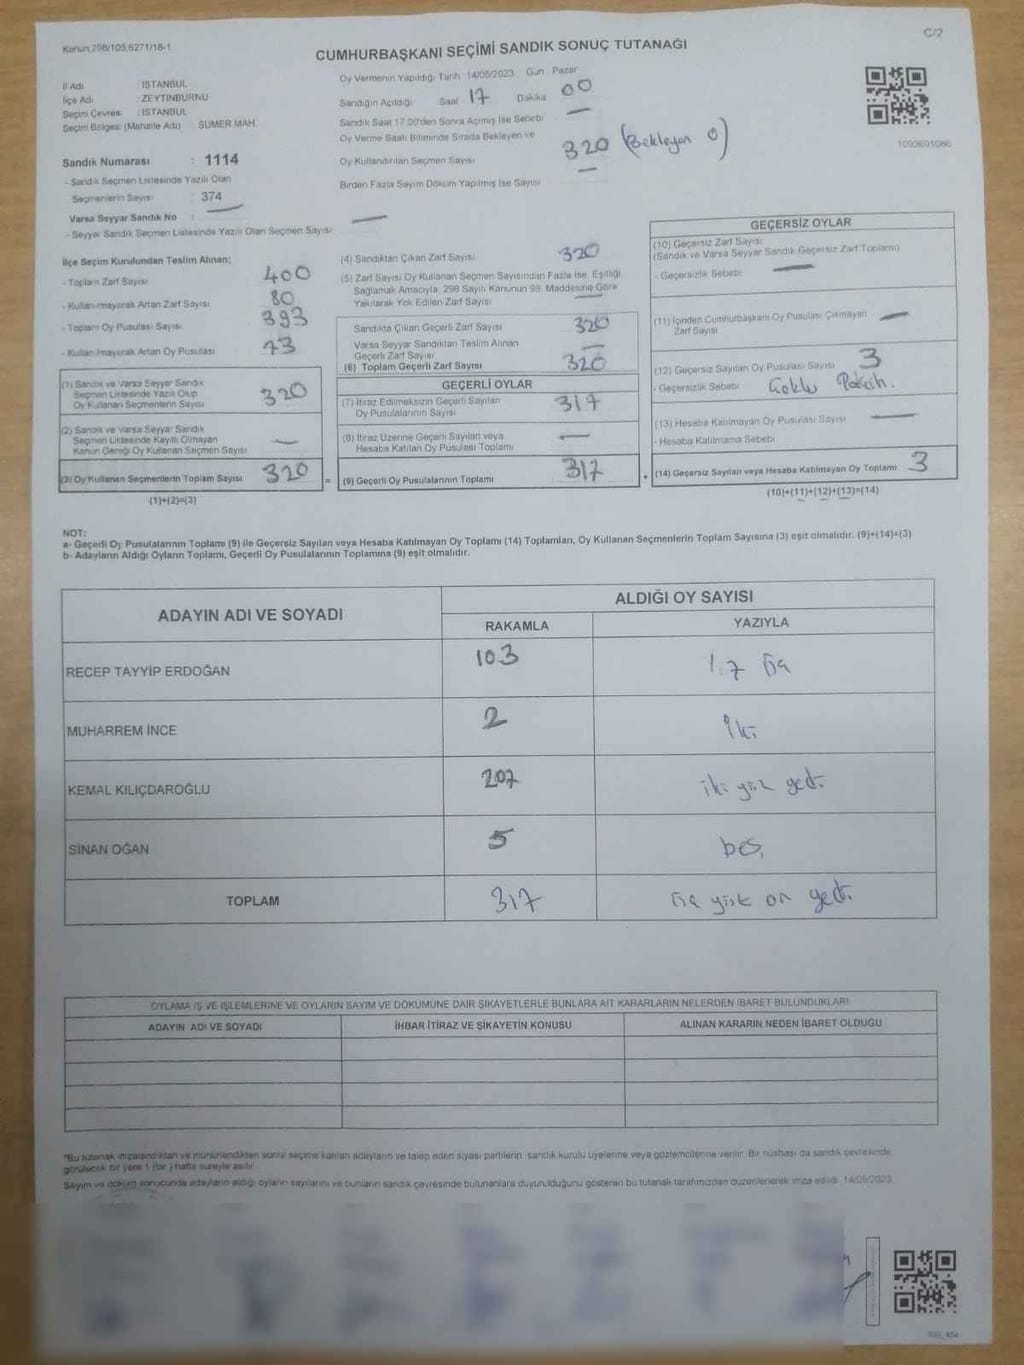 C/2
Kanun:298/105;6271/18-1
CUMHURBAŞKANI SEÇİMİ SANDIK SONUÇ TUTANAĞI
İl Adı : İSTANBUL
İlçe Adı : ZEYTİNBURNU
Seçim Çevresi : İSTANBUL
Seçim Bölgesi (Mahalle Adı) : SÜMER MAH.
Sandık Numarası : 1114
- Sandık Seçmen Listesinde Yazılı Olan
Seçmenlerin Sayısı : 374
Varsa Seyyar Sandık No : —
- Seyyar Sandık Seçmen Listesinde Yazılı Olan Seçmen Sayısı —
Oy Vermenin Yapıldığı Tarih 14/05/2023 Gün Pazar
Sandığın Açıldığı Saat 17 Dakika 00
Sandık Saat 17.00'den Sonra Açılmış İse Sebebi —
Oy Verme Saati Bitiminde Sırada Bekleyen ve
Oy Kullandırılan Seçmen Sayısı 320 (Bekleyen 0)
Birden Fazla Sayım Döküm Yapılmış İse Sayısı —
1093691086
İlçe Seçim Kurulundan Teslim Alınan;
- Toplam Zarf Sayısı 400
- Kullanılmayarak Artan Zarf Sayısı 80
- Toplam Oy Pusulası Sayısı 393
- Kullanılmayarak Artan Oy Pusulası 73
(1) Sandık ve Varsa Seyyar Sandık
Seçmen Listesinde Yazılı Olup
Oy Kullanan Seçmenlerin Sayısı 320
(2) Sandık ve Varsa Seyyar Sandık
Seçmen Listesinde Kayıtlı Olmayan
Kanun Gereği Oy Kullanan Seçmen Sayısı —
(3) Oy Kullanan Seçmenlerin Toplam Sayısı 320
(1)+(2)=(3)
(4) Sandıktan Çıkan Zarf Sayısı 320
(5) Zarf Sayısı Oy Kullanan Seçmen Sayısından Fazla İse, Eşitliği
Sağlamak Amacıyla, 298 Sayılı Kanunun 98. Maddesine Göre
Yakılarak Yok Edilen Zarf Sayısı —
Sandıkta Çıkan Geçerli Zarf Sayısı 320
Varsa Seyyar Sandıktan Teslim Alınan
Geçerli Zarf Sayısı —
(6) Toplam Geçerli Zarf Sayısı 320
GEÇERLİ OYLAR
(7) İtiraz Edilmeksizin Geçerli Sayılan
Oy Pusulalarının Sayısı 317
(8) İtiraz Üzerine Geçerli Sayılan veya
Hesaba Katılan Oy Pusulası Toplamı —
= (9) Geçerli Oy Pusulalarının Toplamı 317
GEÇERSİZ OYLAR
(10) Geçersiz Zarf Sayısı
(Sandık ve Varsa Seyyar Sandık Geçersiz Zarf Toplamı)
- Geçersizlik Sebebi —
(11) İçinden Cumhurbaşkanı Oy Pusulası Çıkmayan —
Zarf Sayısı
(12) Geçersiz Sayılan Oy Pusulası Sayısı 3
- Geçersizlik Sebebi
(13) Hesaba Katılmayan Oy Pusulası Sayısı —
- Hesaba Katılmama Sebebi
+ (14) Geçersiz Sayılan veya Hesaba Katılmayan Oy Toplamı 3
(10)+(11)+(12)+(13)=(14)
NOT:
a- Geçerli Oy Pusulalarının Toplamı (9) ile Geçersiz Sayılan veya Hesaba Katılmayan Oy Toplamı (14) Toplamları, Oy Kullanan Seçmenlerin Toplam Sayısına (3) eşit olmalıdır. (9)+(14)=(3)
b- Adayların Aldığı Oyların Toplamı, Geçerli Oy Pusulalarının Toplamına (9) eşit olmalıdır.
ADAYIN ADI VE SOYADI ALDIĞI OY SAYISI
RAKAMLA YAZIYLA
RECEP TAYYİP ERDOĞAN 103
MUHARREM İNCE 2 iki
KEMAL KILIÇDAROĞLU 207 iki yüz yedi
SİNAN OĞAN 5 beş
TOPLAM 317 üç yüz on yedi
OYLAMA İŞ VE İŞLEMLERİNE VE OYLARIN SAYIM VE DÖKÜMÜNE DAİR ŞİKAYETLERLE BUNLARA AİT KARARLARIN NELERDEN İBARET BULUNDUKLARI
ADAYIN ADI VE SOYADI İHBAR İTİRAZ VE ŞİKAYETİN KONUSU ALINAN KARARIN NEDEN İBARET OLDUĞU
*Bu tutanak imzalandıktan ve mühürlendikten sonra seçime katılan adayların ve talep eden siyasi partilerin, sandık kurulu üyelerine veya gözlemcilerine verilir. Bir nüshası da sandık çevresinde
görülecek bir yere 1 (bir) hafta süreyle asılır.
Sayım ve döküm sonucunda adayların aldığı oyların sayılarını ve bunların sandık çevresinde bulunanlara duyurulduğunu gösteren bu tutanak tarafımızdan düzenlenerek imza edildi. 14/05/2023